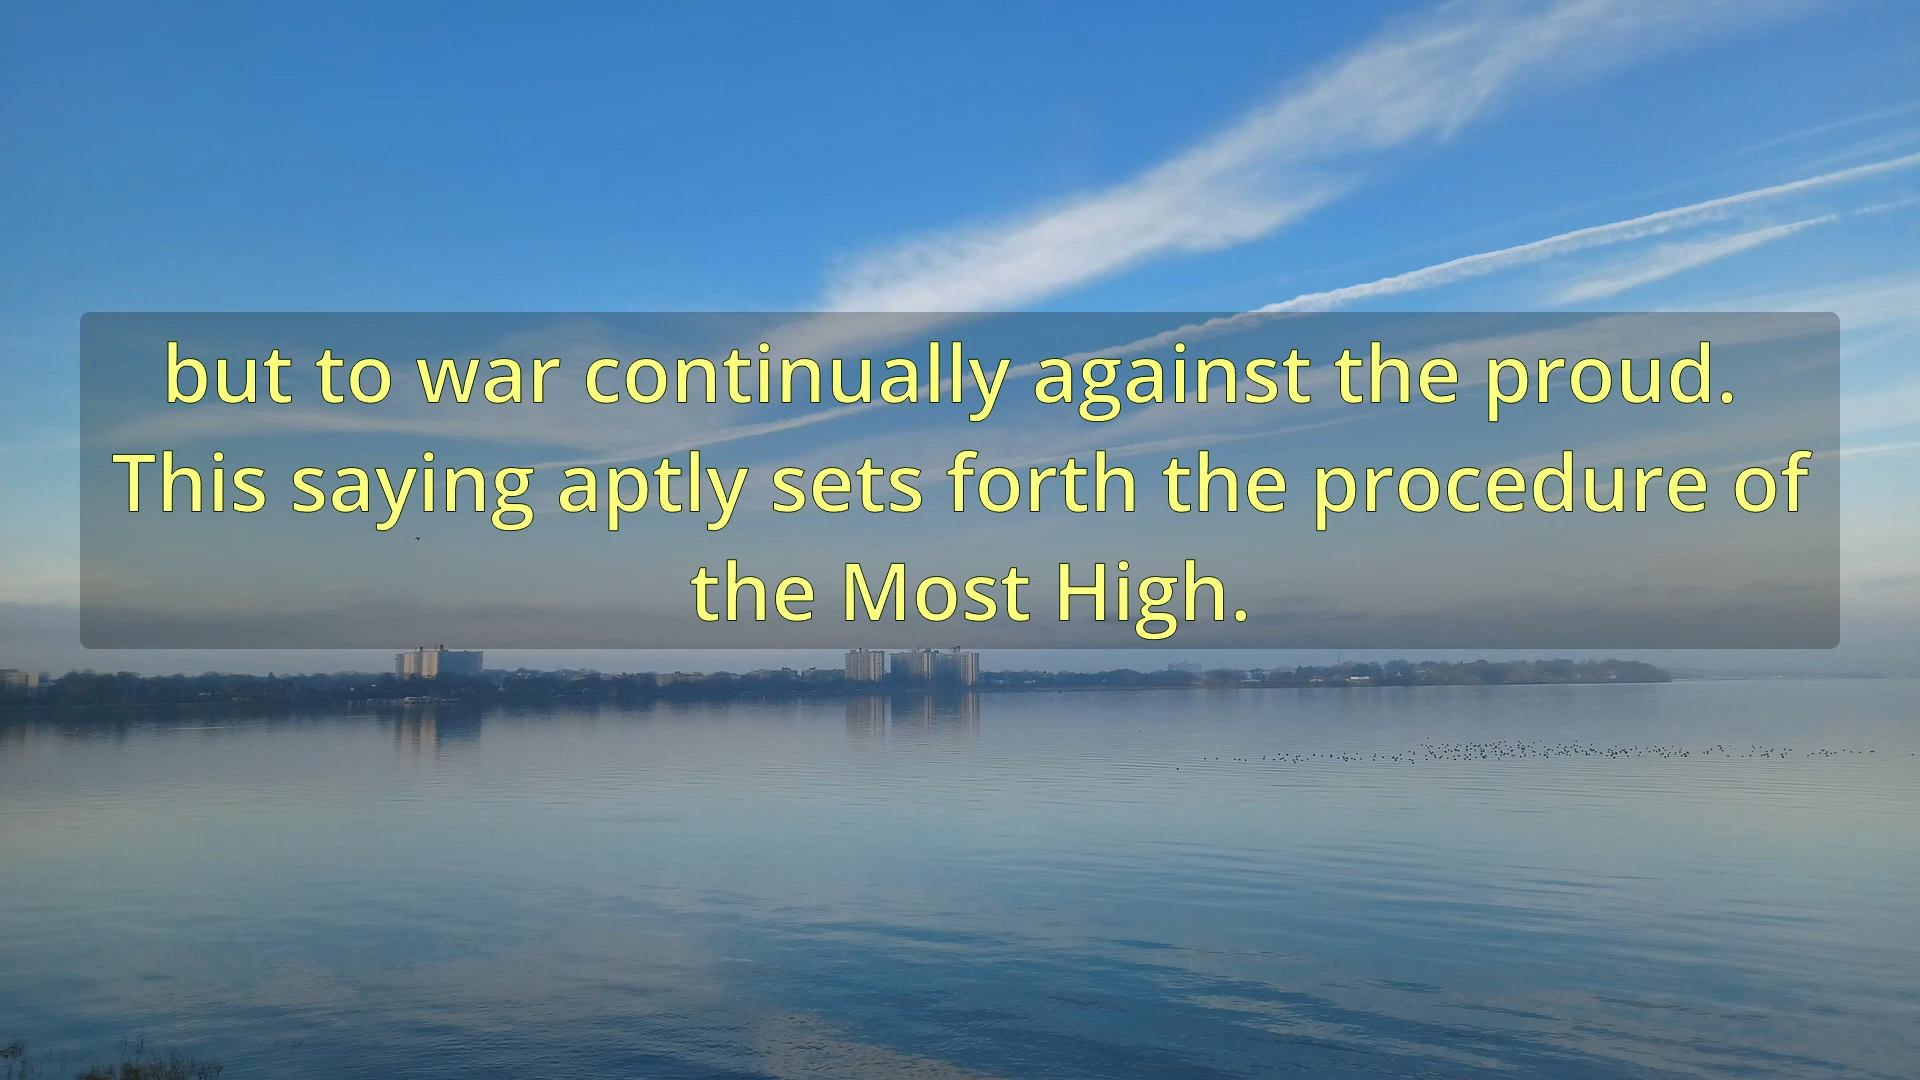 but to war continually against the proud.
This saying aptly sets forth the procedure of
the Most High.